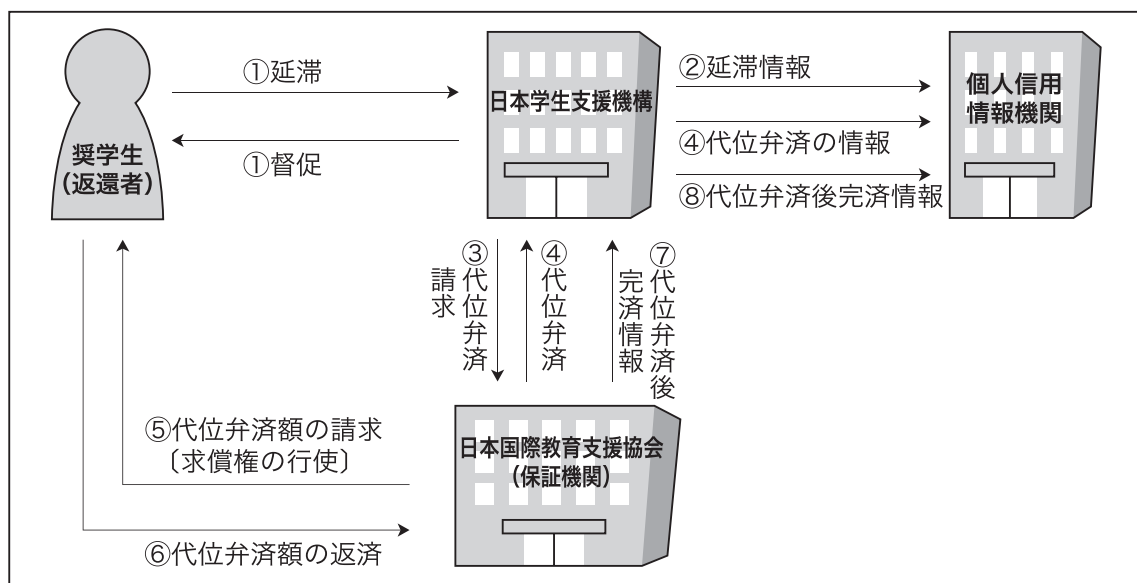 ①延滞
①督促
奨学生
(返還者)
日本学生支援機構
②延滞情報
④代位弁済の情報
⑧代位弁済後完済情報
個人信用
情報機関
③代位弁済
請求
④代位弁済
⑦代位弁済後
完済情報
⑤代位弁済額の請求
〔求償権の行使〕
⑥代位弁済額の返済
日本国際教育支援協会
(保証機関)